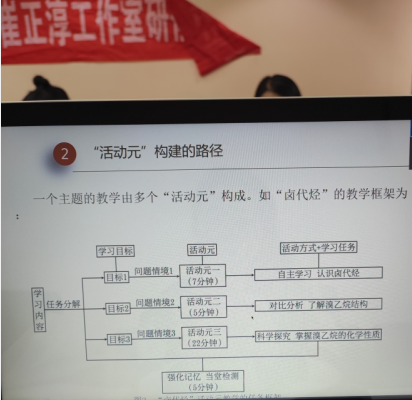 崔正淳工作室研
2 “活动元”构建的路径
一个主题的教学由多个“活动元”构成。如“卤代烃”的教学框架为
:
学习目标 活动元 活动方式+学习任务
目标1 问题情境1 活动元一 (7分钟) 自主学习 认识卤代烃
学习内容 任务分解
目标2 问题情境2 活动元二 (5分钟) 对比分析 了解溴乙烷结构
目标3 问题情境3 活动元三 (22分钟) 科学探究 掌握溴乙烷的化学性质
强化记忆 当堂检测
(5分钟)